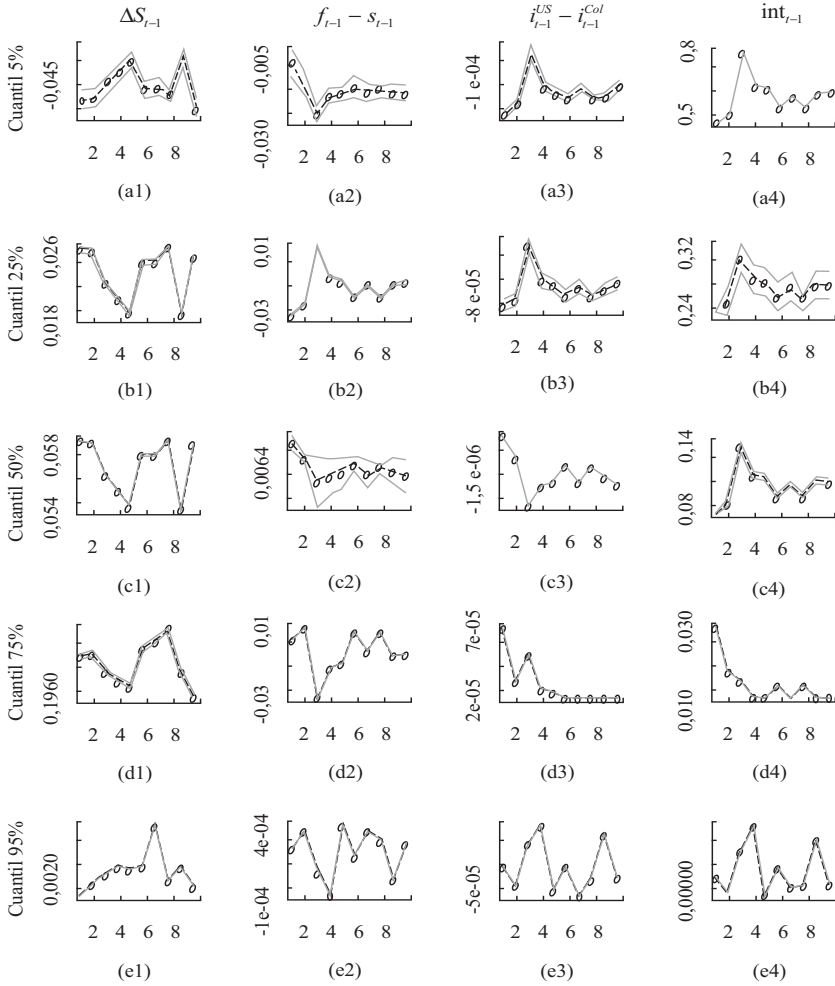 ΔS_{t−1} f_{t−1} − s_{t−1} i^{US}_{t−1} − i^{Col}_{t−1} int_{t−1}
Cuantil 5% -0,045 -0,005 -0,030 -1 e-04 0,8 0,5
2 4 6 8 2 4 6 8 2 4 6 8 2 4 6 8
(a1) (a2) (a3) (a4)
Cuantil 25% 0,026 0,018 0,01 -0,03 -8 e-05 0,32 0,24
2 4 6 8 2 4 6 8 2 4 6 8 2 4 6 8
(b1) (b2) (b3) (b4)
Cuantil 50% 0,058 0,054 0,0064 -1,5 e-06 0,14 0,08
2 4 6 8 2 4 6 8 2 4 6 8 2 4 6 8
(c1) (c2) (c3) (c4)
Cuantil 75% 0,1960 0,01 -0,03 7e-05 2e-05 0,030 0,010
2 4 6 8 2 4 6 8 2 4 6 8 2 4 6 8
(d1) (d2) (d3) (d4)
Cuantil 95% 0,0020 4e-04 -1e-04 -5e-05 0,00000
2 4 6 8 2 4 6 8 2 4 6 8 2 4 6 8
(e1) (e2) (e3) (e4)